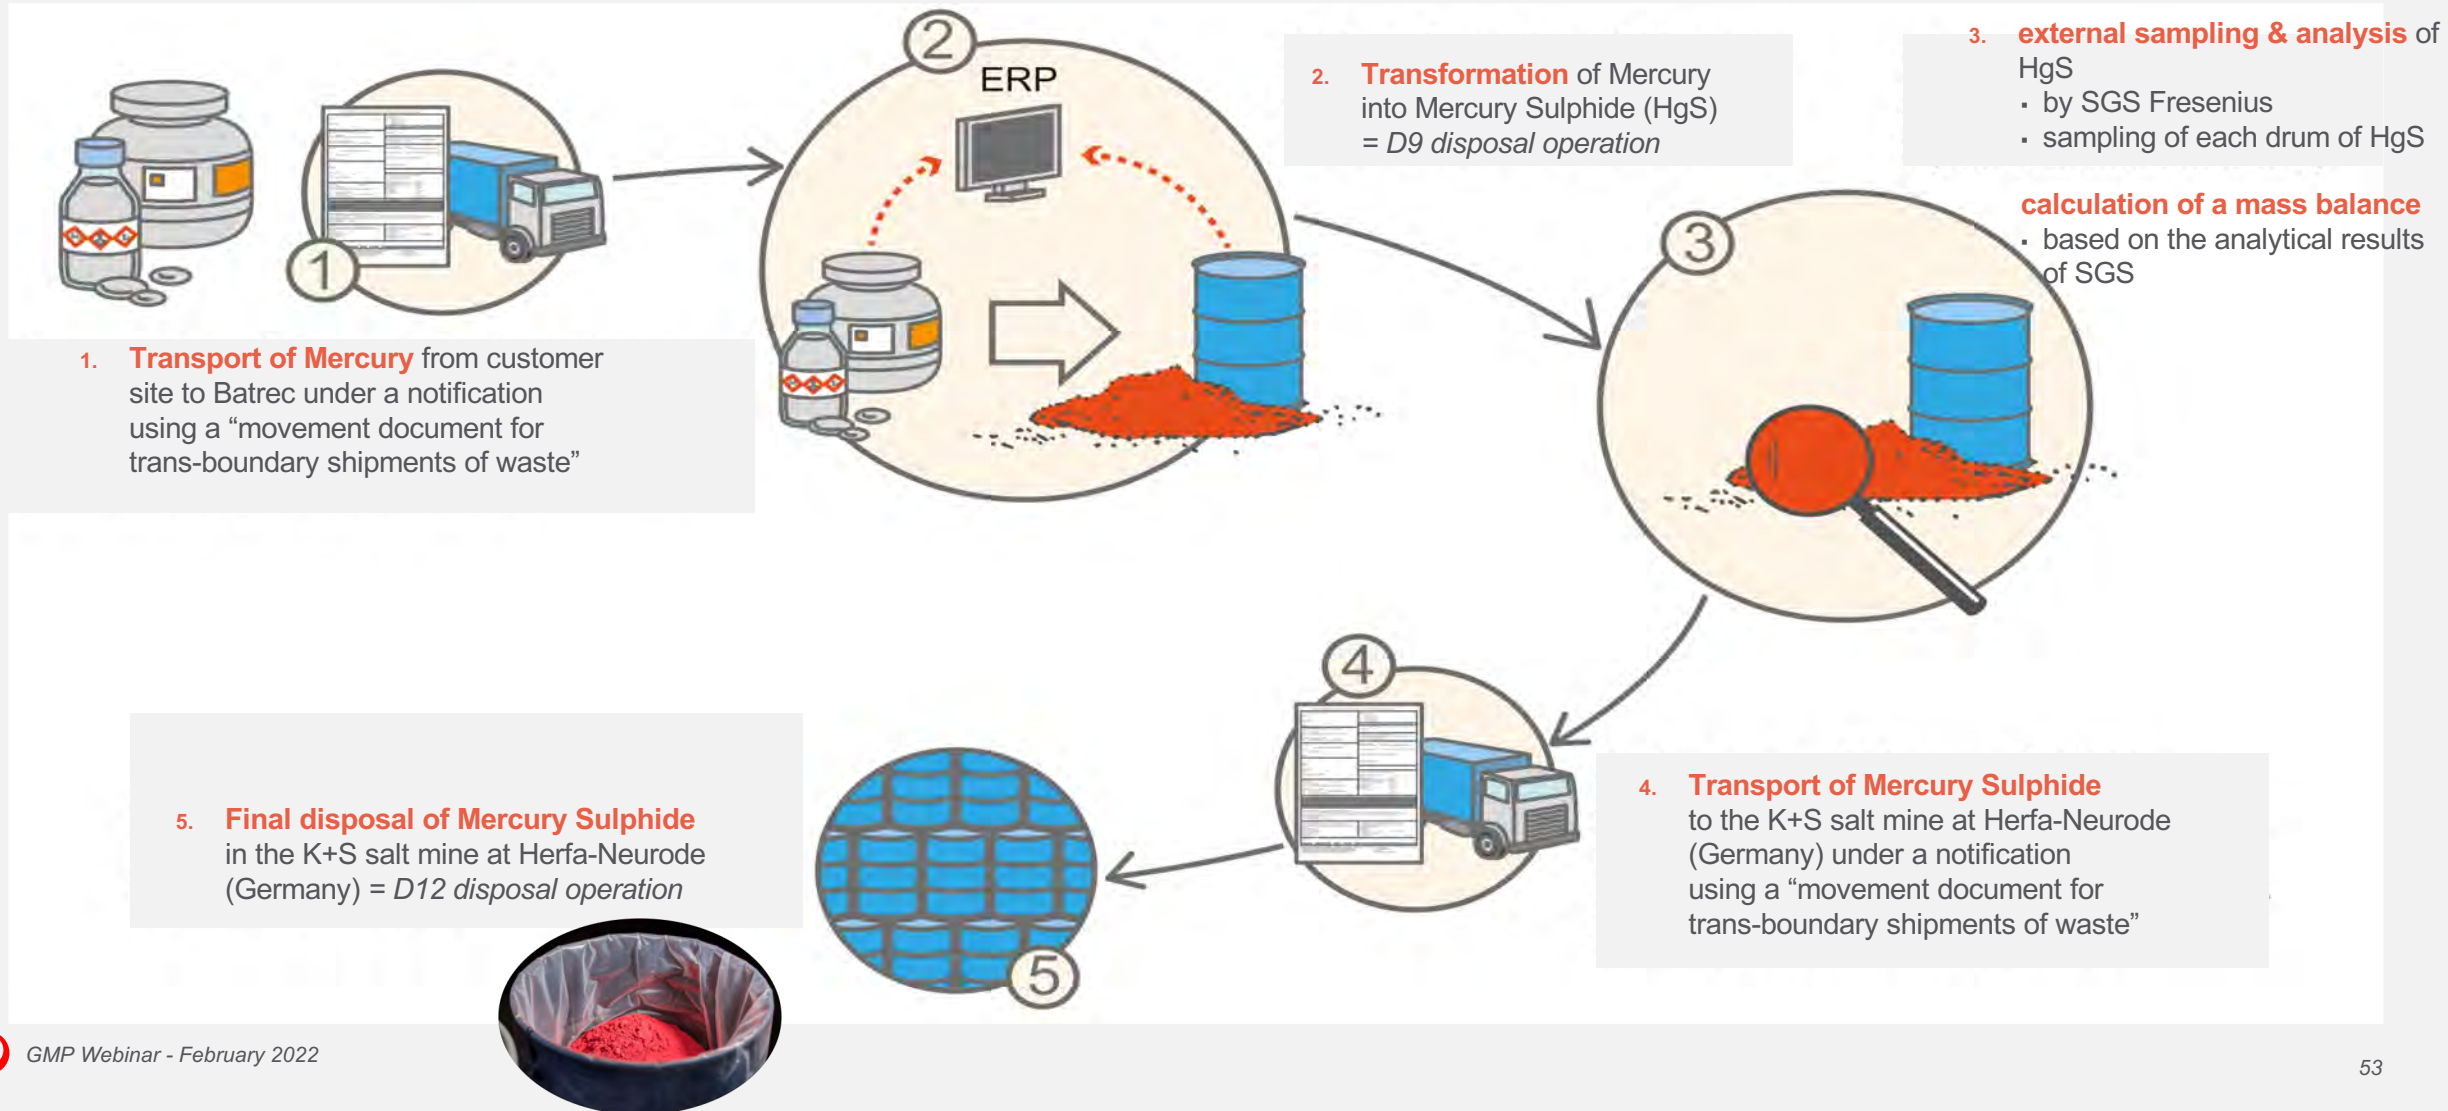 2
ERP
1
1. Transport of Mercury from customer
site to Batrec under a notification
using a “movement document for
trans-boundary shipments of waste”
2. Transformation of Mercury
into Mercury Sulphide (HgS)
= D9 disposal operation
3. external sampling & analysis of
HgS
▪ by SGS Fresenius
▪ sampling of each drum of HgS
calculation of a mass balance
▪ based on the analytical results
of SGS
3
4
4. Transport of Mercury Sulphide
to the K+S salt mine at Herfa-Neurode
(Germany) under a notification
using a “movement document for
trans-boundary shipments of waste”
5. Final disposal of Mercury Sulphide
in the K+S salt mine at Herfa-Neurode
(Germany) = D12 disposal operation
5
GMP Webinar - February 2022
53